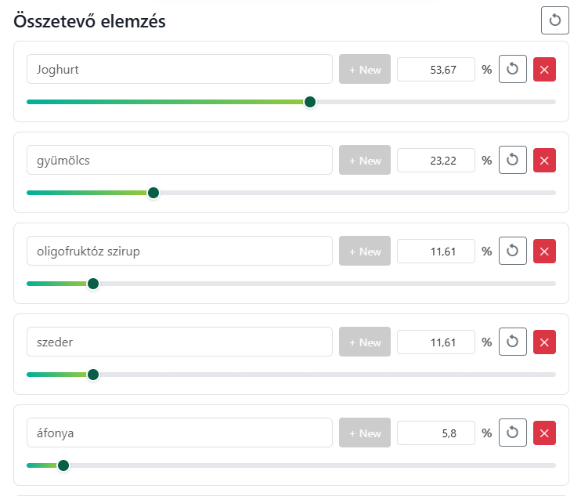 Összetevő elemzés
Joghurt + New 53,67 %
gyümölcs + New 23,22 %
oligofruktóz szirup + New 11,61 %
szeder + New 11,61 %
áfonya + New 5,8 %